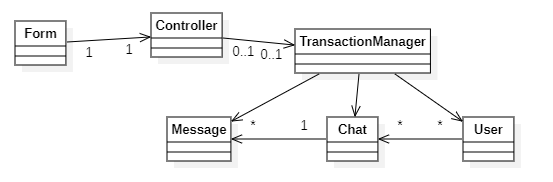 Form
Controller
TransactionManager
1
1
0..1
0..1
Message
*
1
Chat
*
*
User